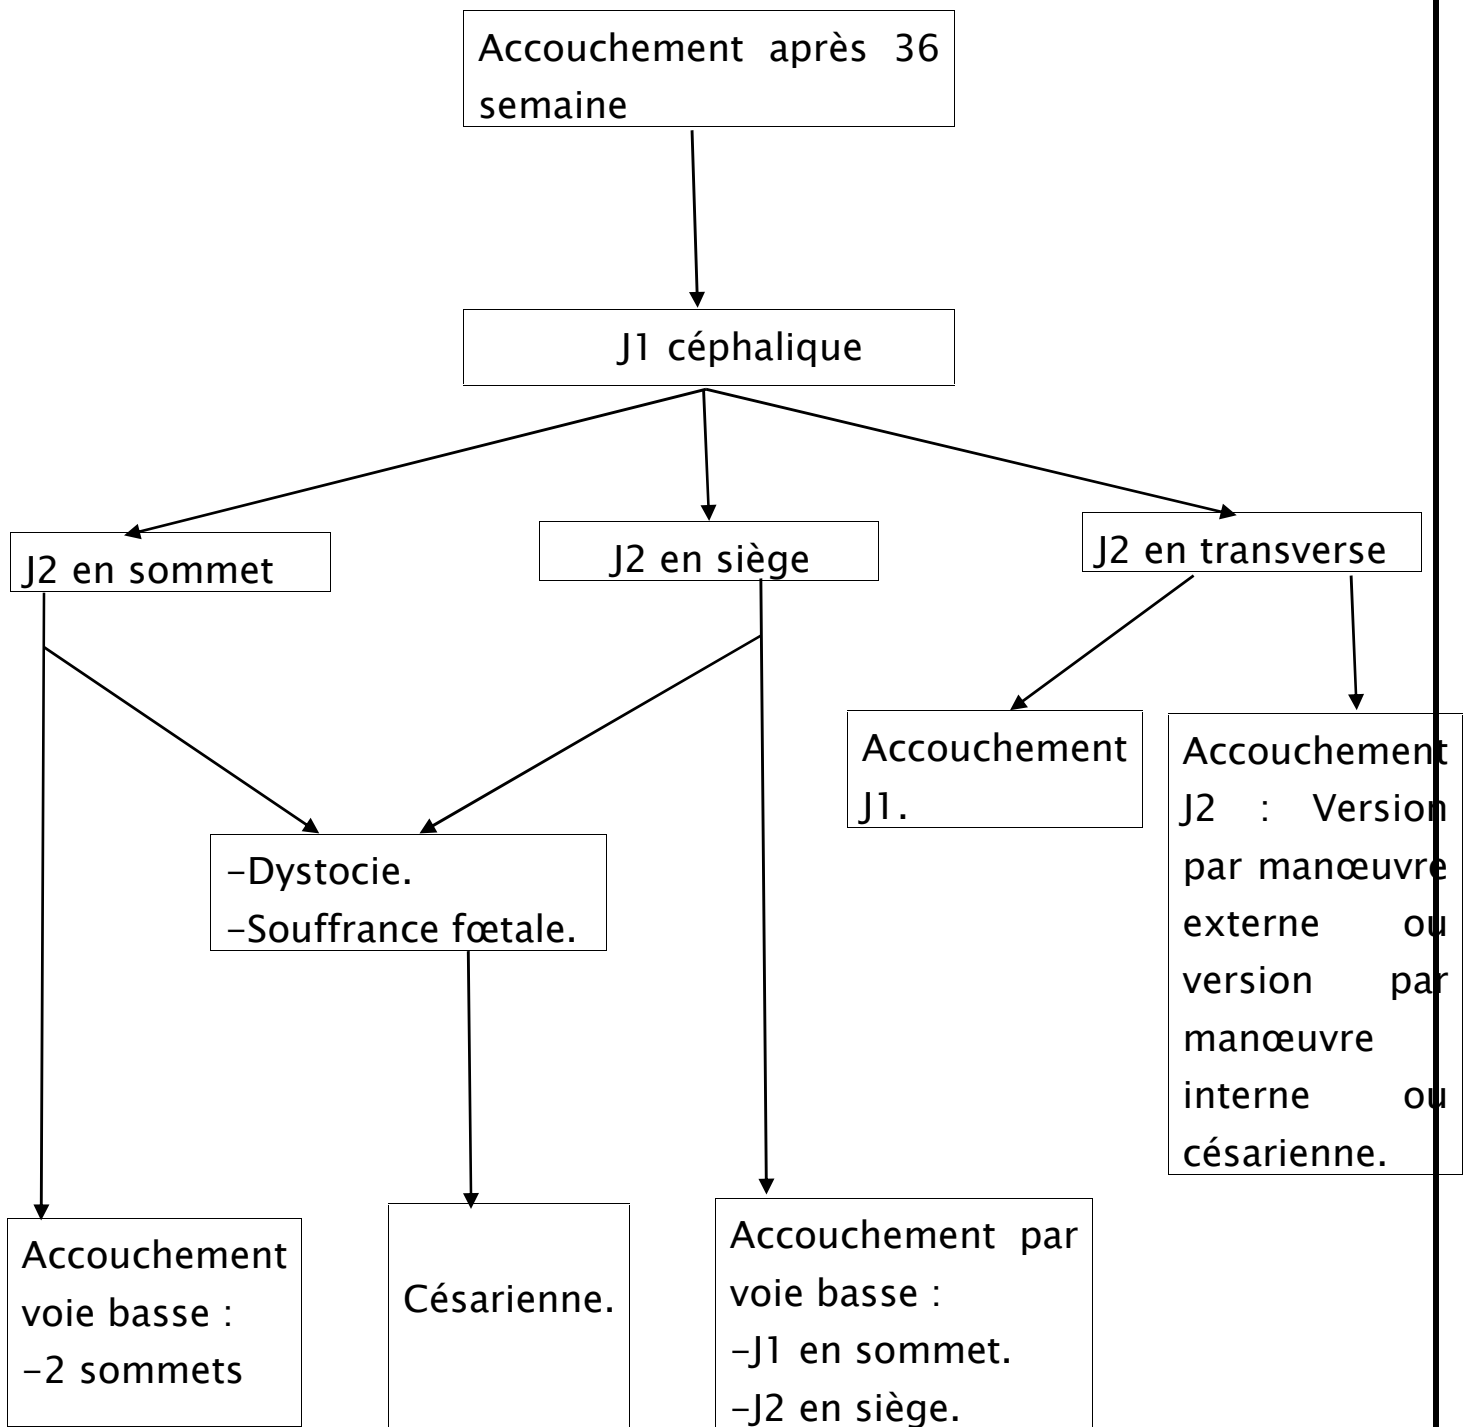 Accouchement après 36
semaine
J1 céphalique
J2 en sommet
J2 en siège
J2 en transverse
Accouchement
J1.
Accouchement
J2 : Version
par manœuvre
externe ou
version par
manœuvre
interne ou
césarienne.
-Dystocie.
-Souffrance fœtale.
Accouchement
voie basse :
-2 sommets
Césarienne.
Accouchement par
voie basse :
-J1 en sommet.
-J2 en siège.